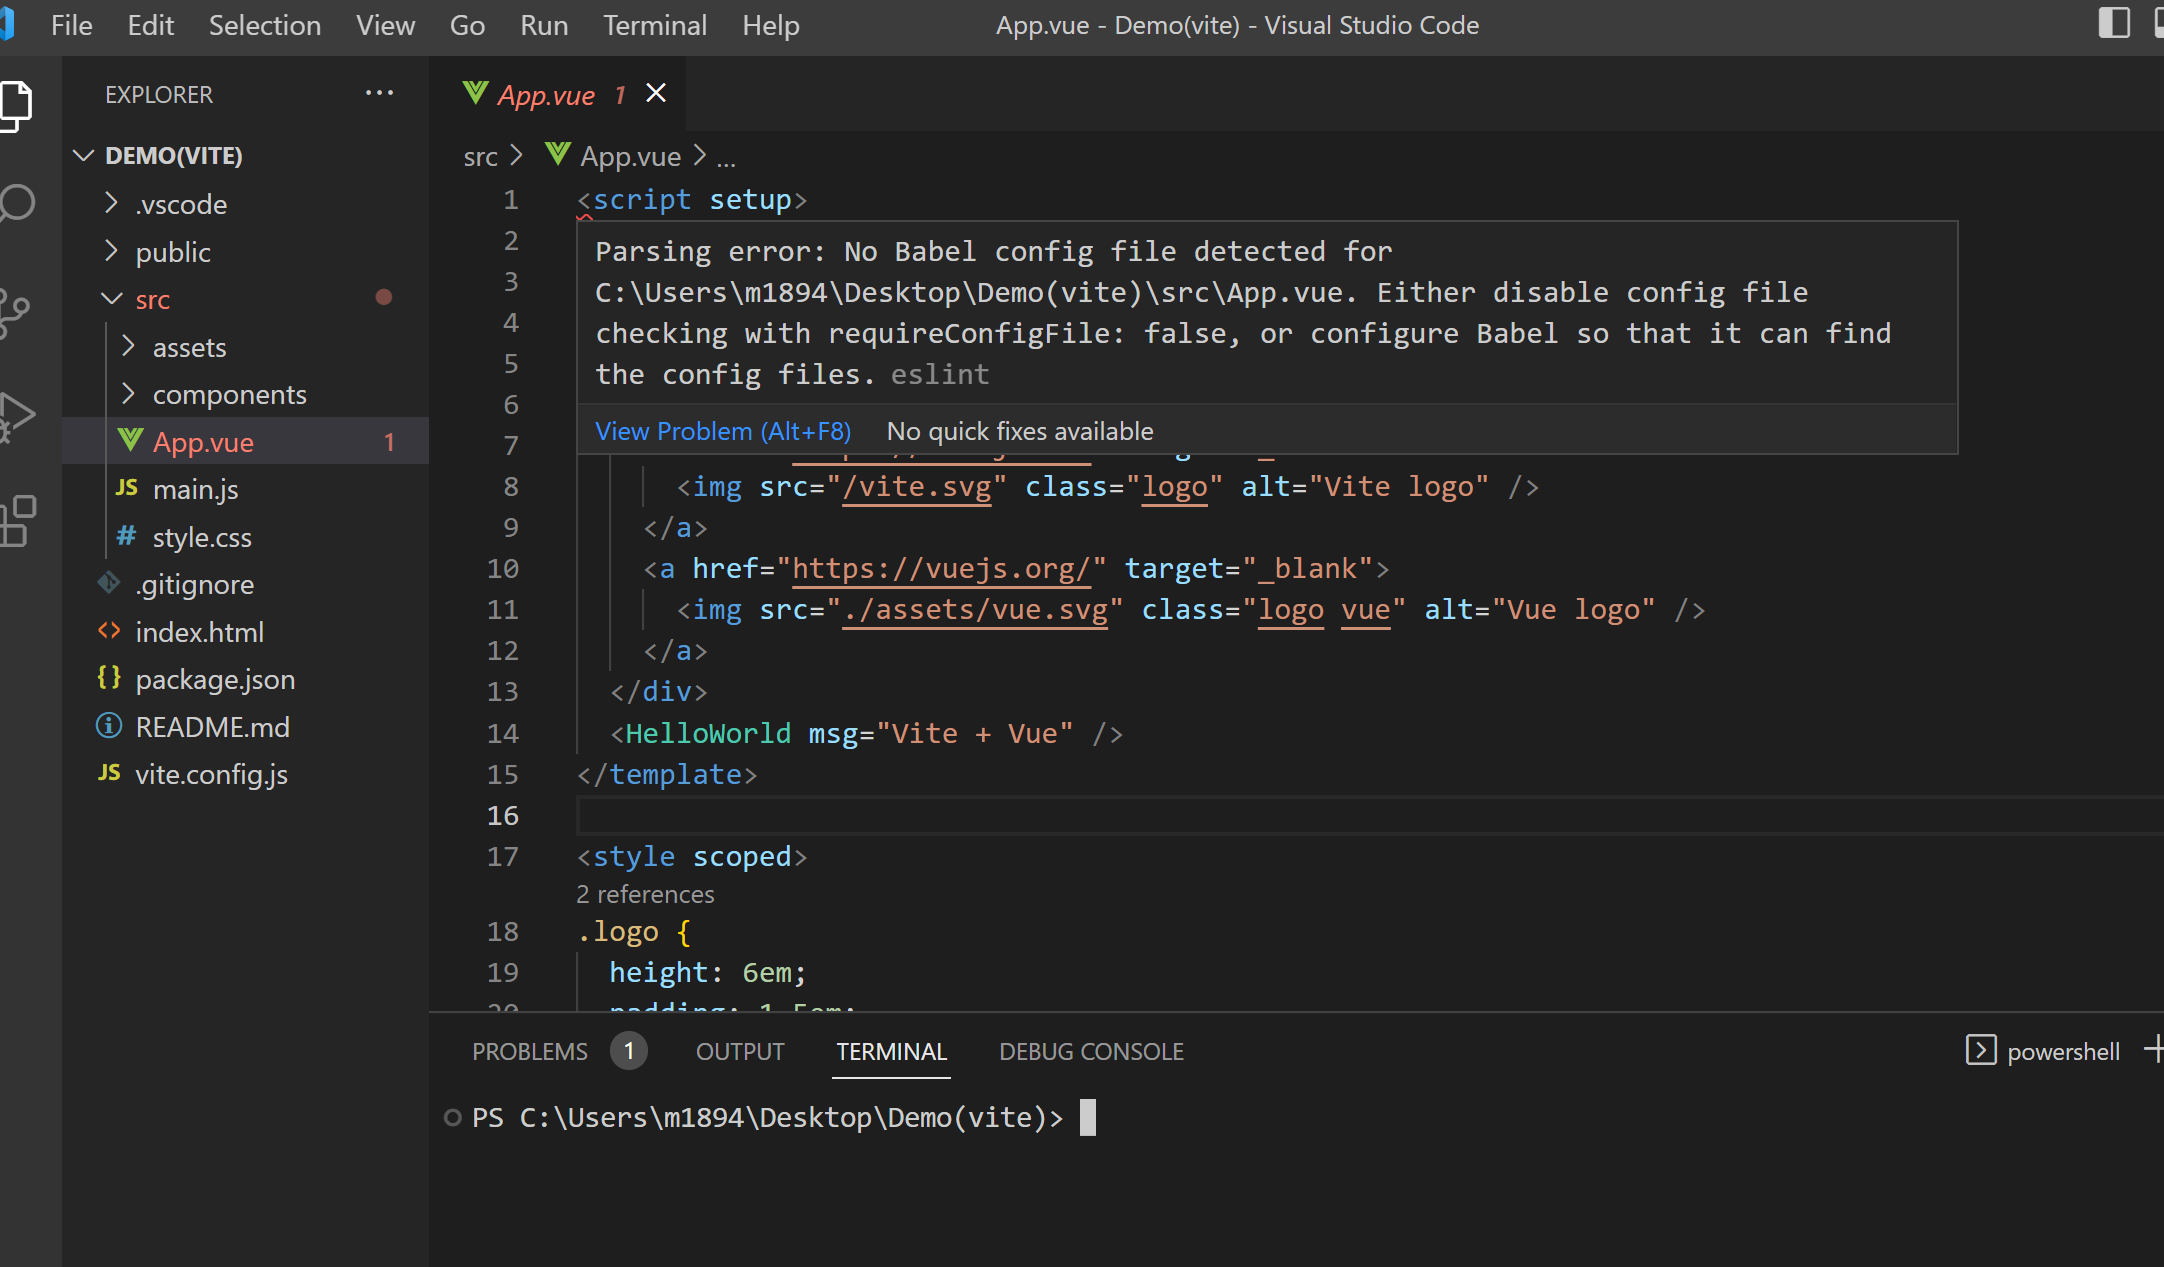 File Edit Selection View Go Run Terminal Help App.vue - Demo(vite) - Visual Studio Code
EXPLORER ...
DEMO(VITE)
.vscode
public
src
assets
components
App.vue 1
JS main.js
# style.css
.gitignore
<> index.html
{} package.json
README.md
JS vite.config.js
App.vue 1
src > App.vue > ...
1 <script setup>
2
3
4
5
6
7
Parsing error: No Babel config file detected for
C:\Users\m1894\Desktop\Demo(vite)\src\App.vue. Either disable config file
checking with requireConfigFile: false, or configure Babel so that it can find
the config files. eslint
View Problem (Alt+F8) No quick fixes available
8 <img src="/vite.svg" class="logo" alt="Vite logo" />
9 </a>
10 <a href="https://vuejs.org/" target="_blank">
11 <img src="./assets/vue.svg" class="logo vue" alt="Vue logo" />
12 </a>
13 </div>
14 <HelloWorld msg="Vite + Vue" />
15 </template>
16
17 <style scoped>
2 references
18 .logo {
19 height: 6em;
PROBLEMS 1 OUTPUT TERMINAL DEBUG CONSOLE powershell
PS C:\Users\m1894\Desktop\Demo(vite)>